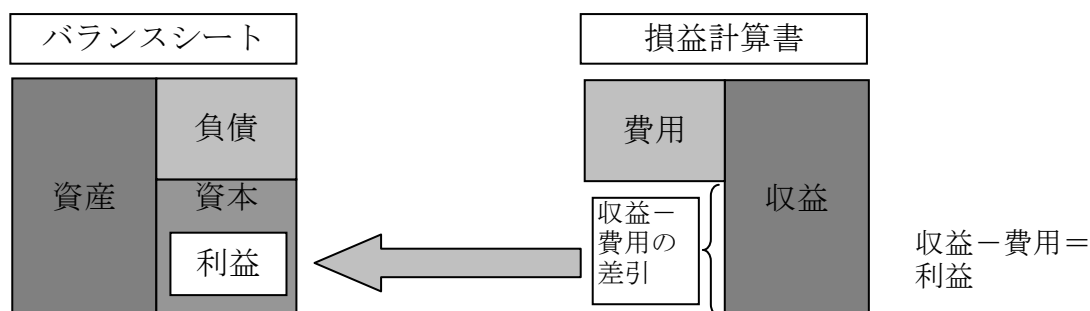 バランスシート
損益計算書
負債
資産
資本
利益
費用
収益
収益－
費用の
差引
収益－費用＝
利益